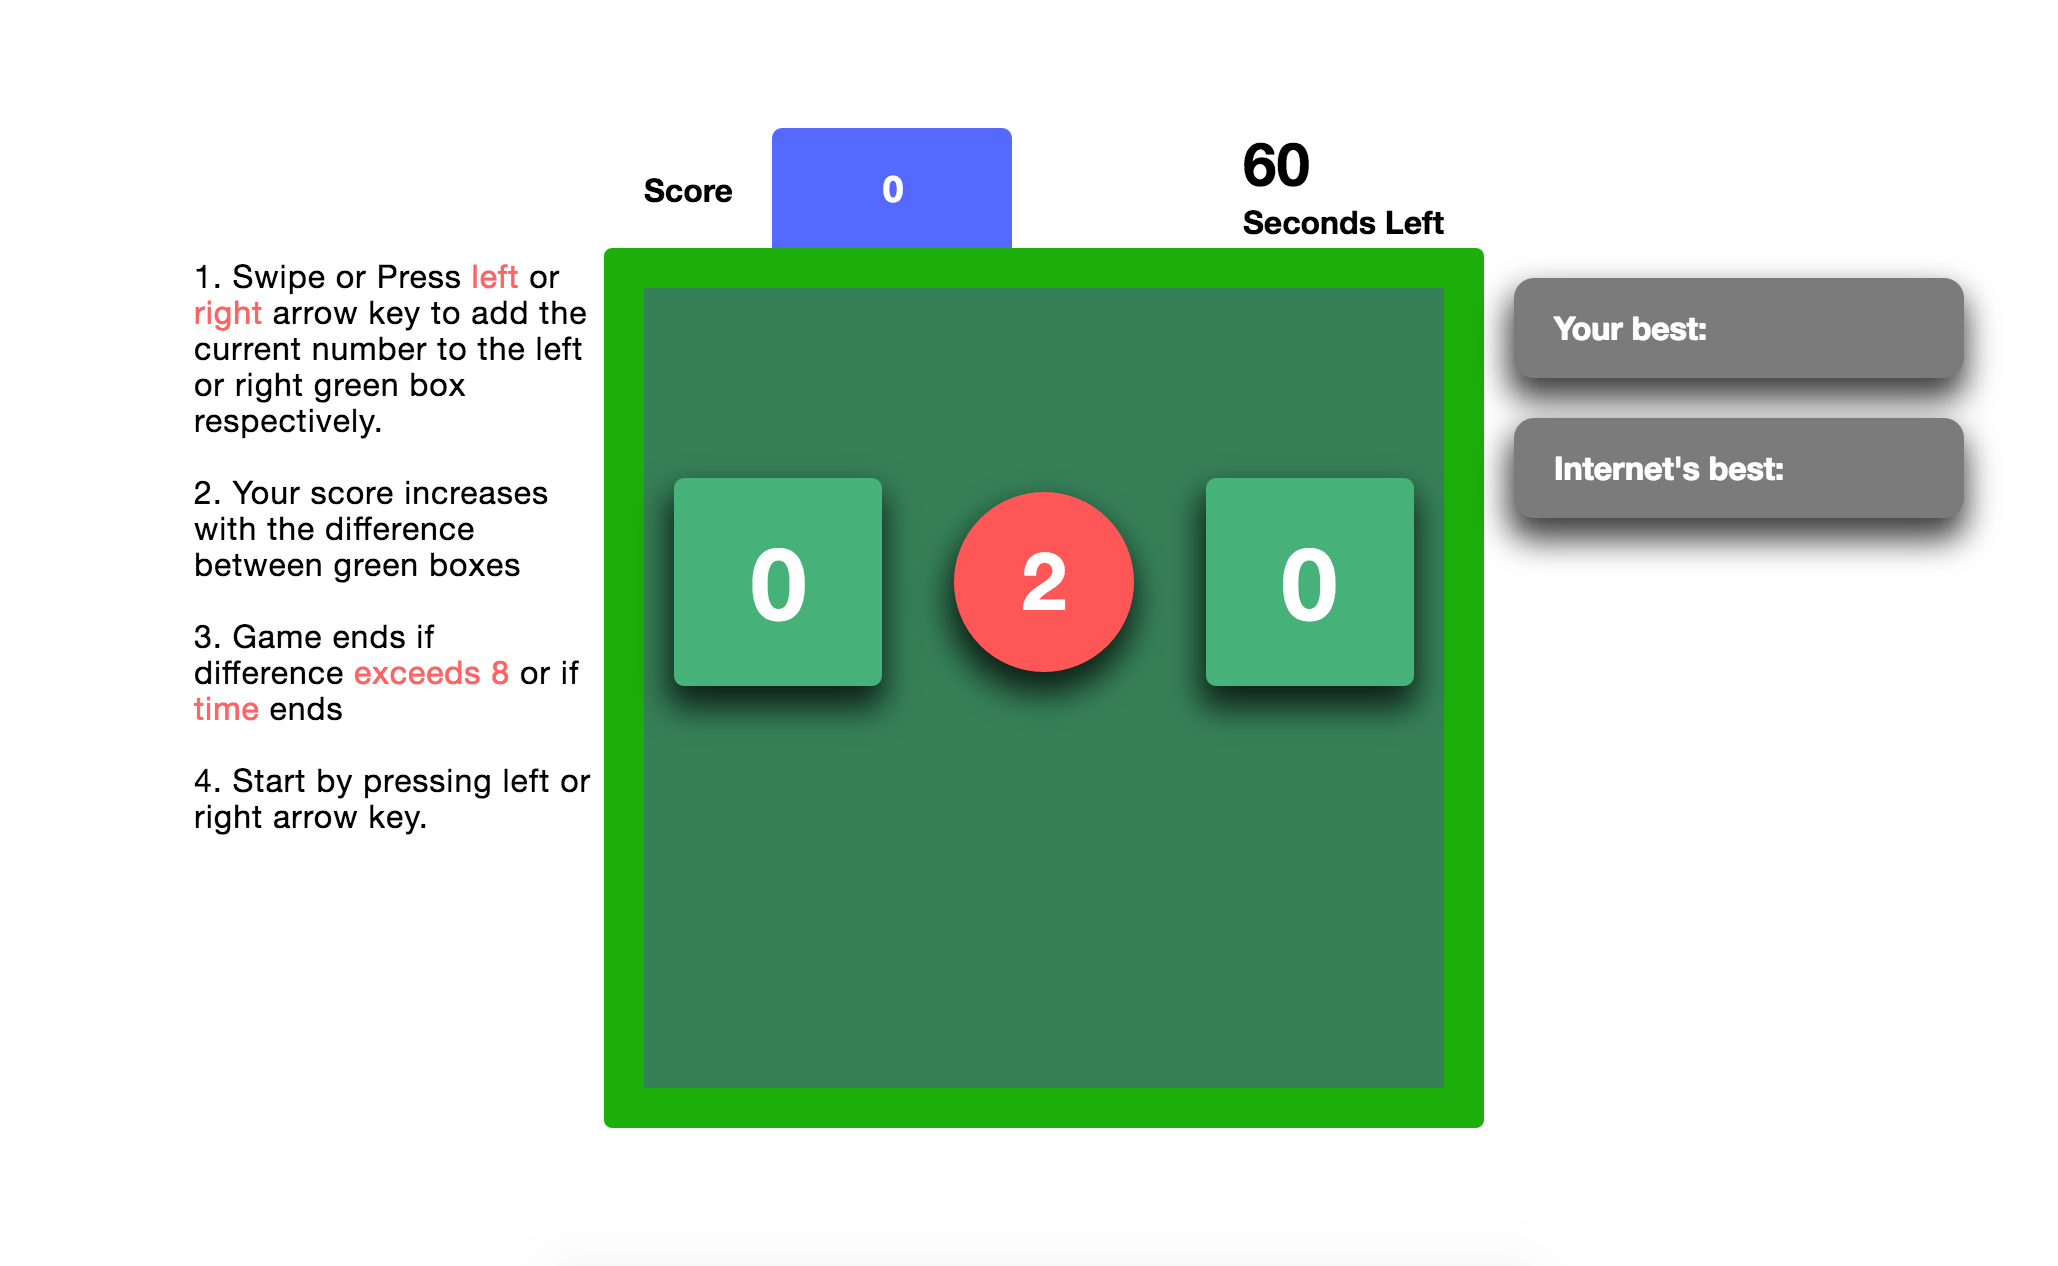 Score
0
60
Seconds Left
1. Swipe or Press left or
right arrow key to add the
current number to the left
or right green box
respectively.
2. Your score increases
with the difference
between green boxes
3. Game ends if
difference exceeds 8 or if
time ends
4. Start by pressing left or
right arrow key.
0
2
0
Your best:
Internet's best: